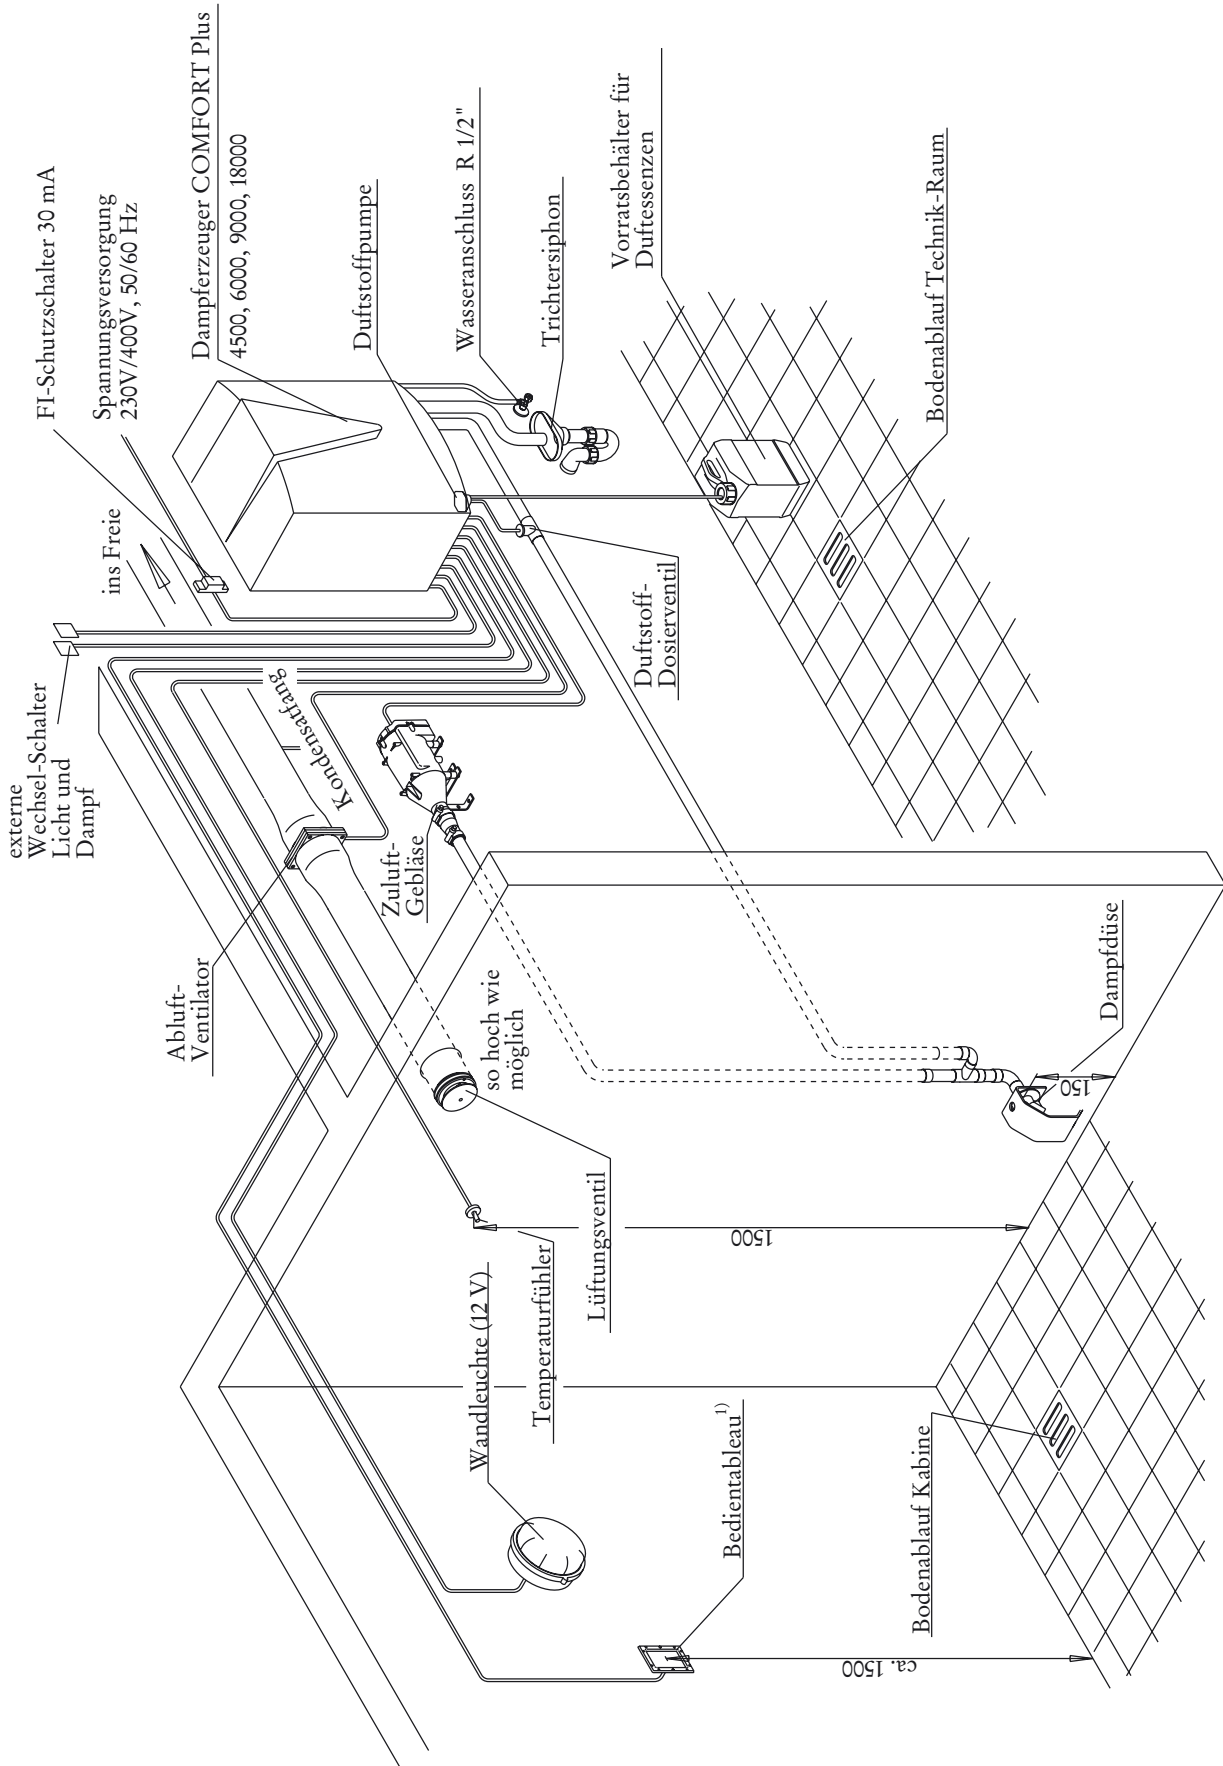 externe
Wechsel-Schalter
Licht und
Dampf
ins Freie
FI-Schutzschalter 30 mA
Spannungsversorgung
230V/400V, 50/60 Hz
Dampferzeuger COMFORT Plus
4500, 6000, 9000, 18000
Duftstoffpumpe
Wasseranschluss R 1/2"
Trichtersiphon
Vorratsbehälter für
Duftessenzen
Bodenablauf Technik-Raum
Abluft-
Ventilator
Kondensatfang
Zuluft-
Gebläse
Duftstoff-
Dosierventil
so hoch wie
möglich
Dampfdüse
150
Lüftungsventil
1500
Temperaturfühler
Wandleuchte (12 V)
Bedientableau1)
Bodenablauf Kabine
ca. 1500